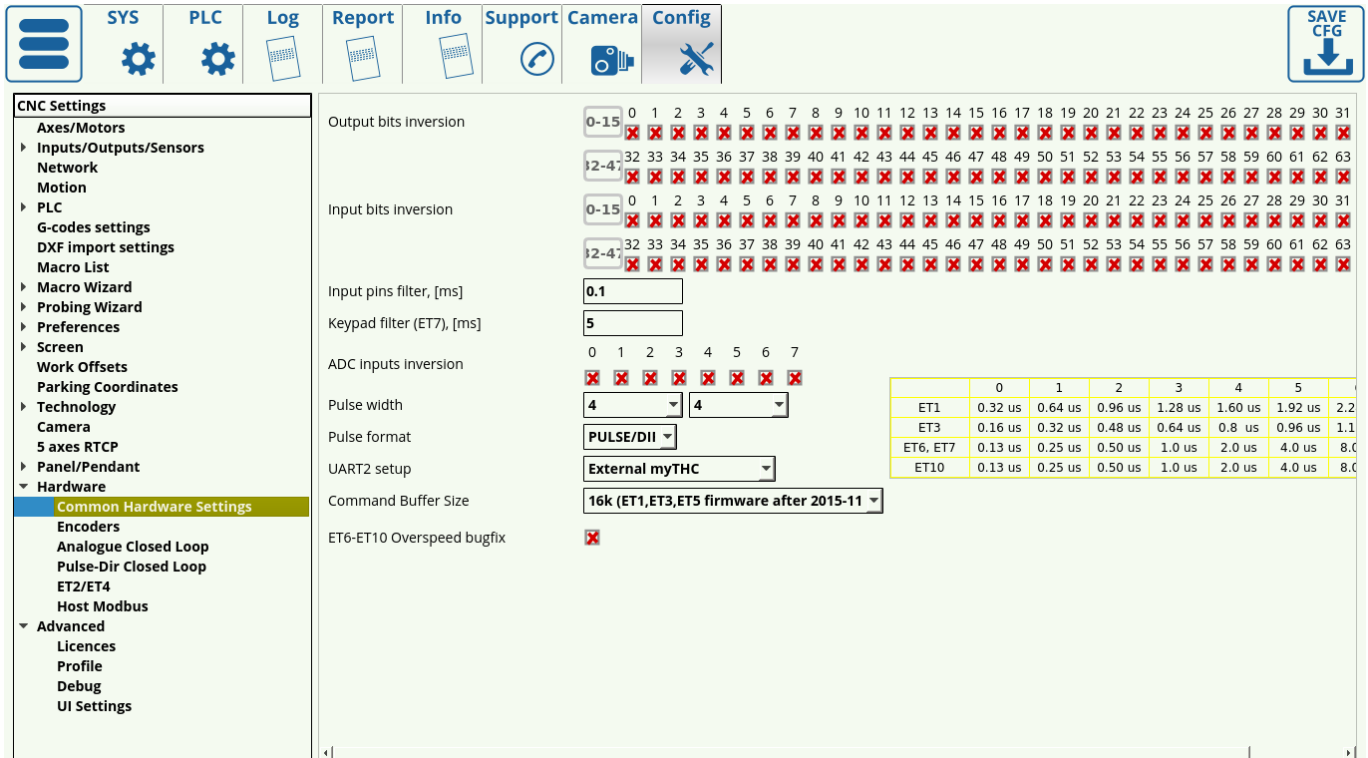 SYS PLC Log Report Info Support Camera Config SAVE
CFG
CNC Settings
Axes/Motors
Inputs/Outputs/Sensors
Network
Motion
PLC
G-codes settings
DXF import settings
Macro List
Macro Wizard
Probing Wizard
Preferences
Screen
Work Offsets
Parking Coordinates
Technology
Camera
5 axes RTCP
Panel/Pendant
Hardware
Common Hardware Settings
Encoders
Analogue Closed Loop
Pulse-Dir Closed Loop
ET2/ET4
Host Modbus
Advanced
Licences
Profile
Debug
UI Settings
Output bits inversion 0-15 0 1 2 3 4 5 6 7 8 9 10 11 12 13 14 15 16 17 18 19 20 21 22 23 24 25 26 27 28 29 30 31
32-47 32 33 34 35 36 37 38 39 40 41 42 43 44 45 46 47 48 49 50 51 52 53 54 55 56 57 58 59 60 61 62 63
Input bits inversion 0-15 0 1 2 3 4 5 6 7 8 9 10 11 12 13 14 15 16 17 18 19 20 21 22 23 24 25 26 27 28 29 30 31
32-47 32 33 34 35 36 37 38 39 40 41 42 43 44 45 46 47 48 49 50 51 52 53 54 55 56 57 58 59 60 61 62 63
Input pins filter, [ms] 0.1
Keypad filter (ET7), [ms] 5
ADC inputs inversion 0 1 2 3 4 5 6 7
Pulse width 4 4
Pulse format PULSE/DII
UART2 setup External myTHC
Command Buffer Size 16k (ET1,ET3,ET5 firmware after 2015-11
ET6-ET10 Overspeed bugfix
0 1 2 3 4 5
ET1 0.32 us 0.64 us 0.96 us 1.28 us 1.60 us 1.92 us 2.2
ET3 0.16 us 0.32 us 0.48 us 0.64 us 0.8 us 0.96 us 1.1
ET6, ET7 0.13 us 0.25 us 0.50 us 1.0 us 2.0 us 4.0 us 8.0
ET10 0.13 us 0.25 us 0.50 us 1.0 us 2.0 us 4.0 us 8.0